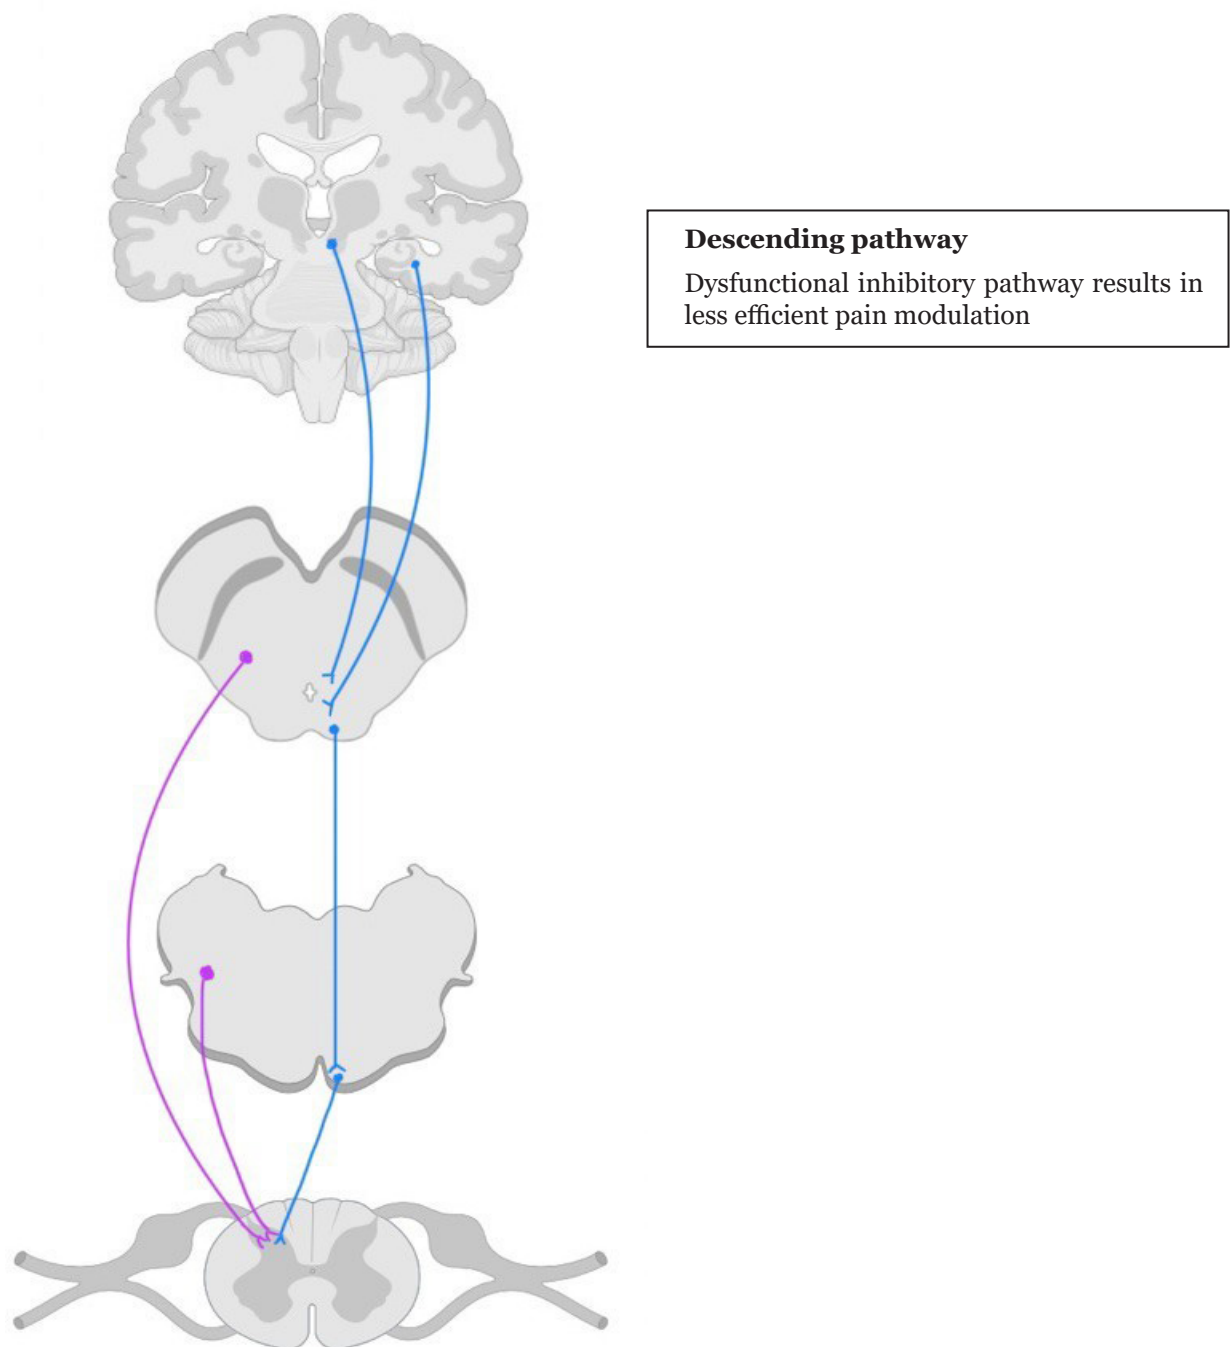 Descending pathway
Dysfunctional inhibitory pathway results in
less efficient pain modulation